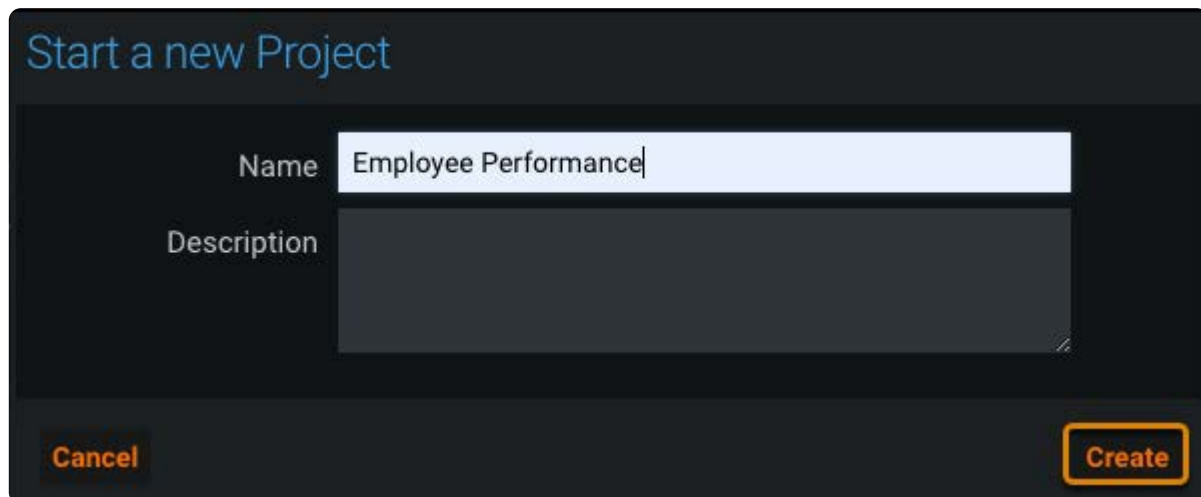 Start a new Project
Name
Employee Performance
Description
Cancel
Create